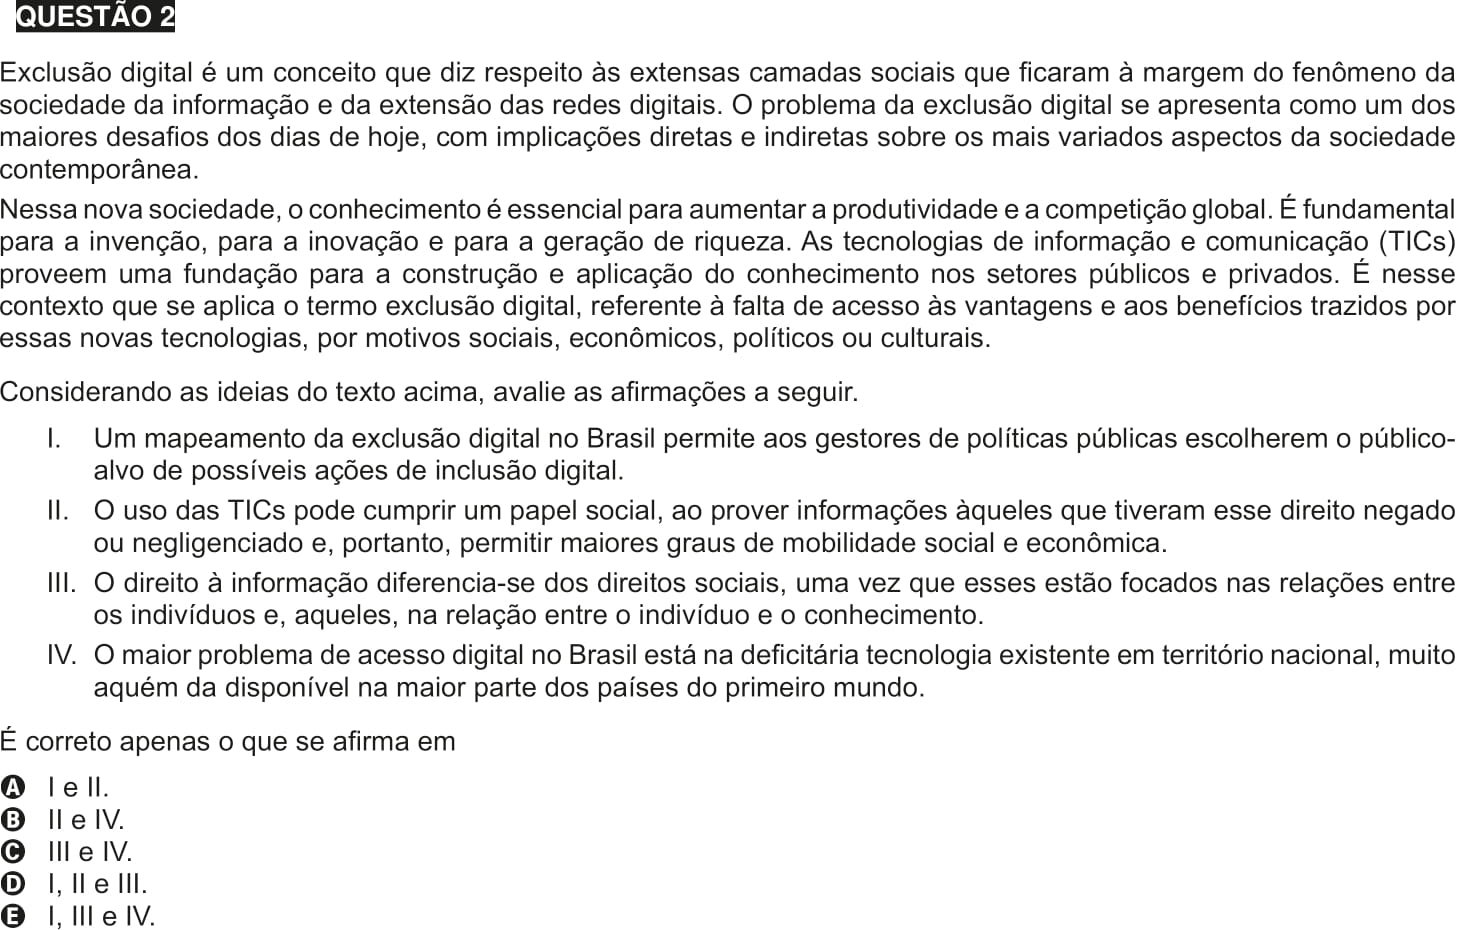 QUESTÃO 2
Exclusão digital é um conceito que diz respeito às extensas camadas sociais que ficaram à margem do fenômeno da
sociedade da informação e da extensão das redes digitais. O problema da exclusão digital se apresenta como um dos
maiores desafios dos dias de hoje, com implicações diretas e indiretas sobre os mais variados aspectos da sociedade
contemporânea.
Nessa nova sociedade, o conhecimento é essencial para aumentar a produtividade e a competição global. É fundamental
para a invenção, para a inovação e para a geração de riqueza. As tecnologias de informação e comunicação (TICs)
proveem uma fundação para a construção e aplicação do conhecimento nos setores públicos e privados. É nesse
contexto que se aplica o termo exclusão digital, referente à falta de acesso às vantagens e aos benefícios trazidos por
essas novas tecnologias, por motivos sociais, econômicos, políticos ou culturais.
Considerando as ideias do texto acima, avalie as afirmações a seguir.
I. Um mapeamento da exclusão digital no Brasil permite aos gestores de políticas públicas escolherem o público-
alvo de possíveis ações de inclusão digital.
II. O uso das TICs pode cumprir um papel social, ao prover informações àqueles que tiveram esse direito negado
ou negligenciado e, portanto, permitir maiores graus de mobilidade social e econômica.
III. O direito à informação diferencia-se dos direitos sociais, uma vez que esses estão focados nas relações entre
os indivíduos e, aqueles, na relação entre o indivíduo e o conhecimento.
IV. O maior problema de acesso digital no Brasil está na deficitária tecnologia existente em território nacional, muito
aquém da disponível na maior parte dos países do primeiro mundo.
É correto apenas o que se afirma em
A I e II.
B II e IV.
C III e IV.
D I, II e III.
E I, III e IV.